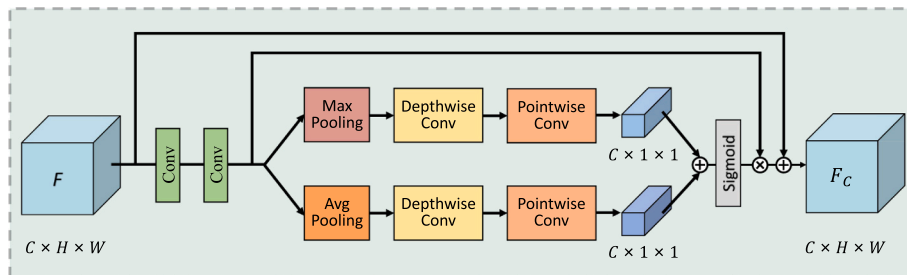 F
C × H × W
Conv
Conv
Max
Pooling
Depthwise
Conv
Pointwise
Conv
C × 1 × 1
Avg
Pooling
Depthwise
Conv
Pointwise
Conv
C × 1 × 1
+
Sigmoid
×
+
F_C
C × H × W